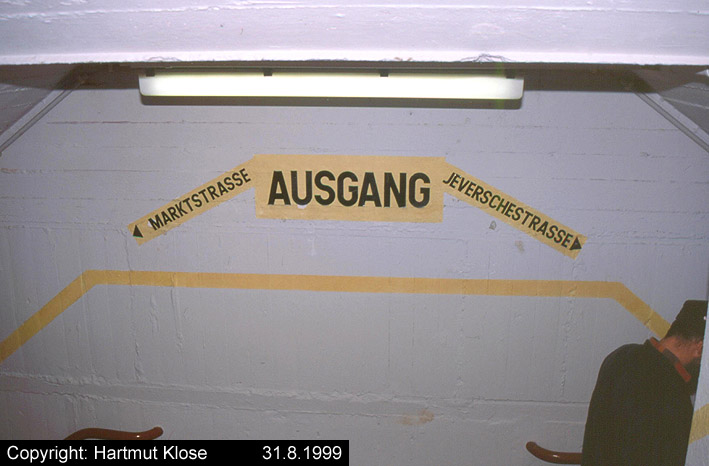 AUSGANG
◀ MARKTSTRASSE
JEVERSCHESTRASSE ▶
Copyright: Hartmut Klose 31.8.1999